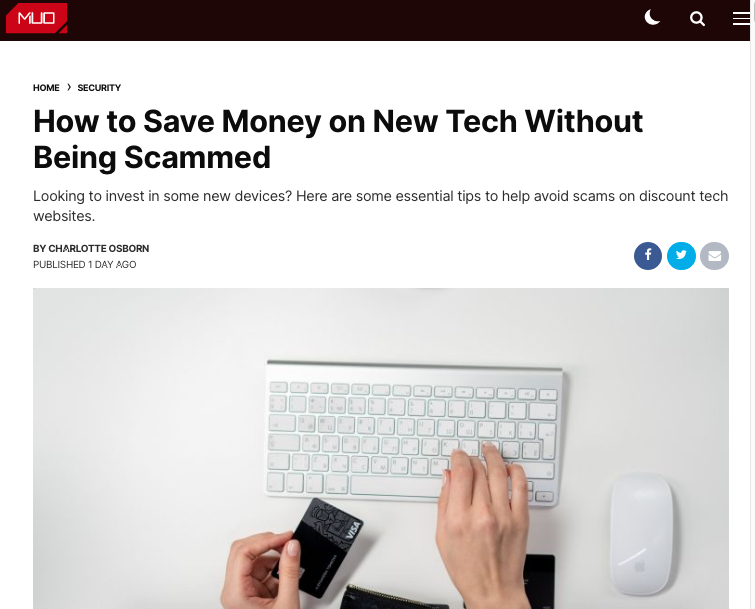 MUO
HOME > SECURITY
How to Save Money on New Tech Without
Being Scammed
Looking to invest in some new devices? Here are some essential tips to help avoid scams on discount tech
websites.
BY CHARLOTTE OSBORN
PUBLISHED 1 DAY AGO
VISA